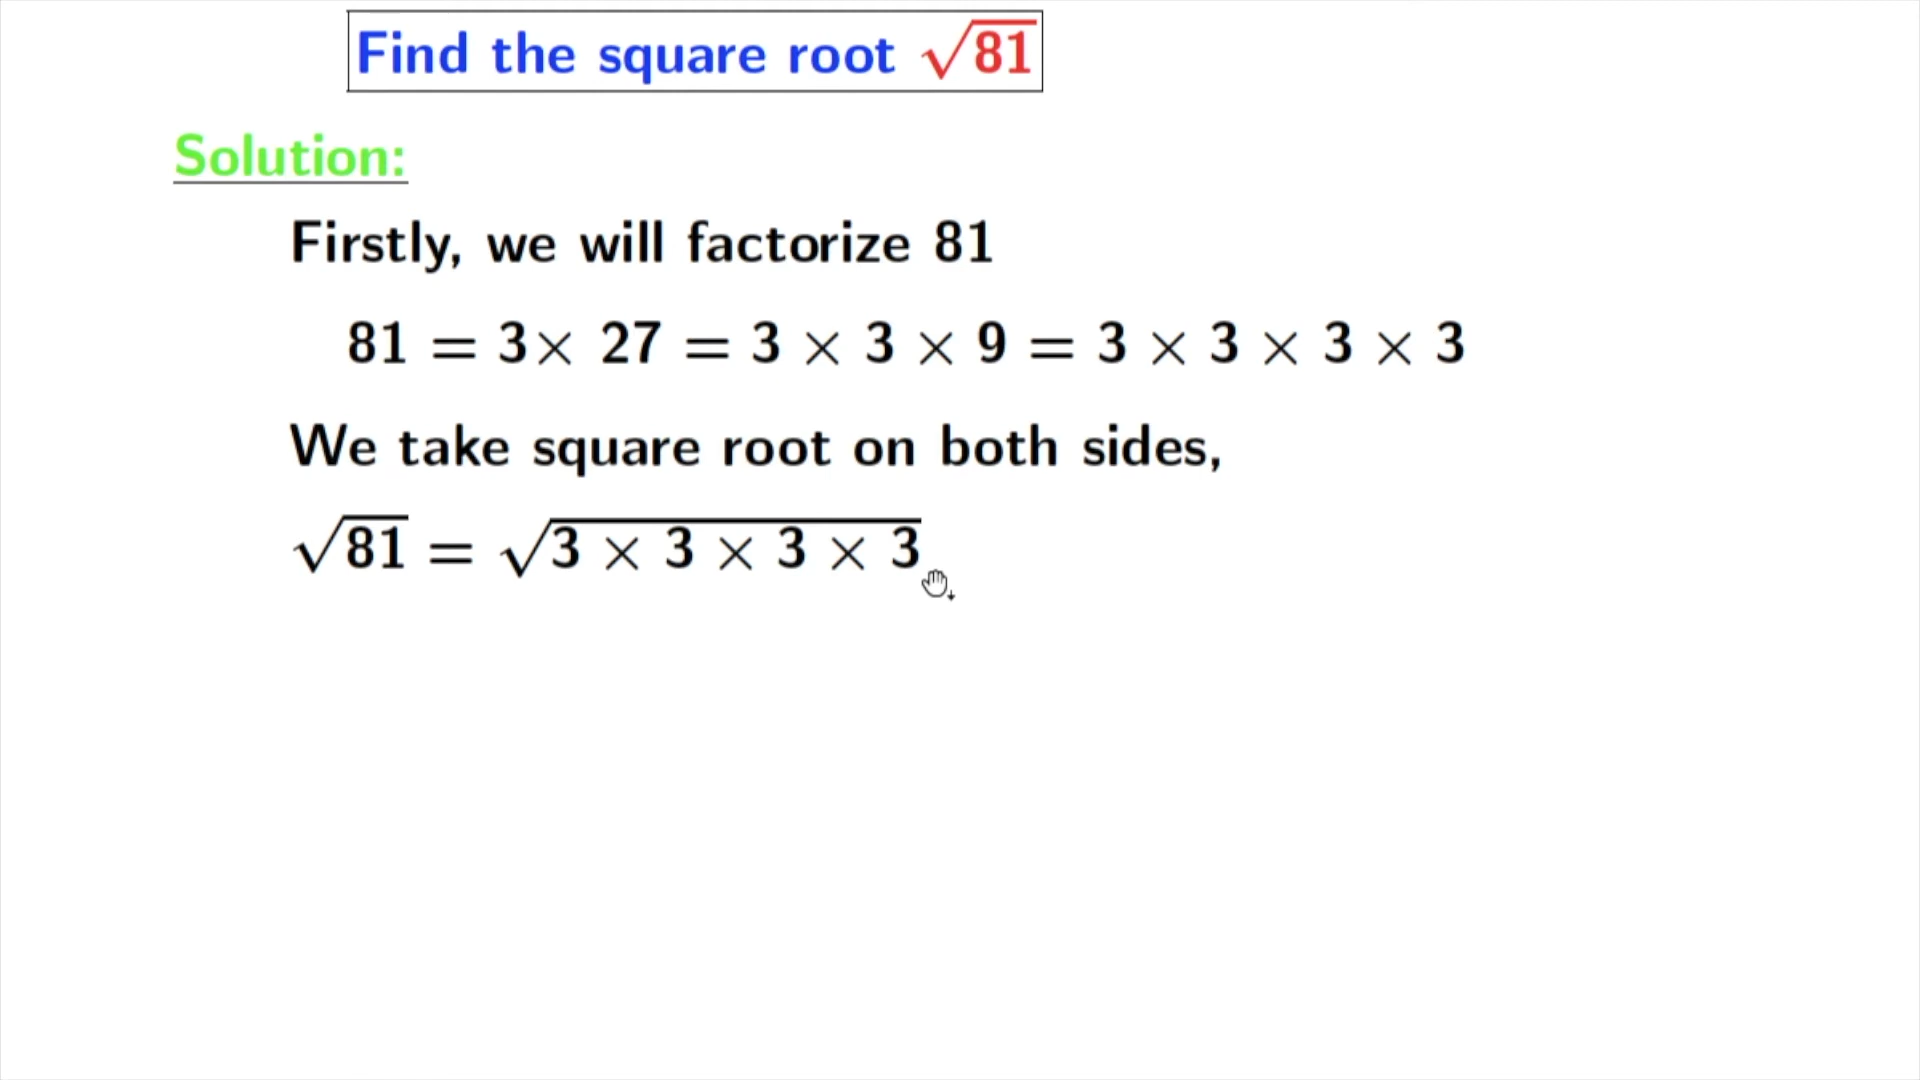 Find the square root √81
Solution:
Firstly, we will factorize 81
81 = 3× 27 = 3 × 3 × 9 = 3 × 3 × 3 × 3
We take square root on both sides,
√81 = √3 × 3 × 3 × 3